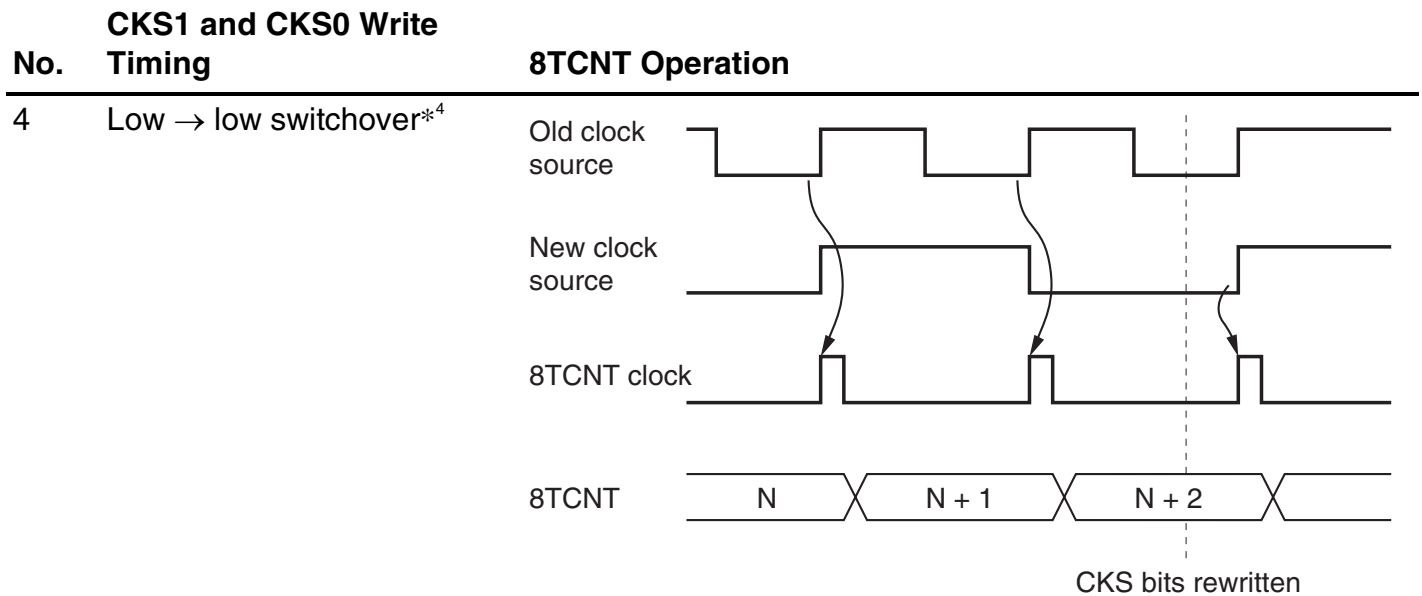 CKS1 and CKS0 Write
No. Timing 8TCNT Operation
4 Low → low switchover*4
Old clock
source
New clock
source
8TCNT clock
8TCNT N N + 1 N + 2
CKS bits rewritten